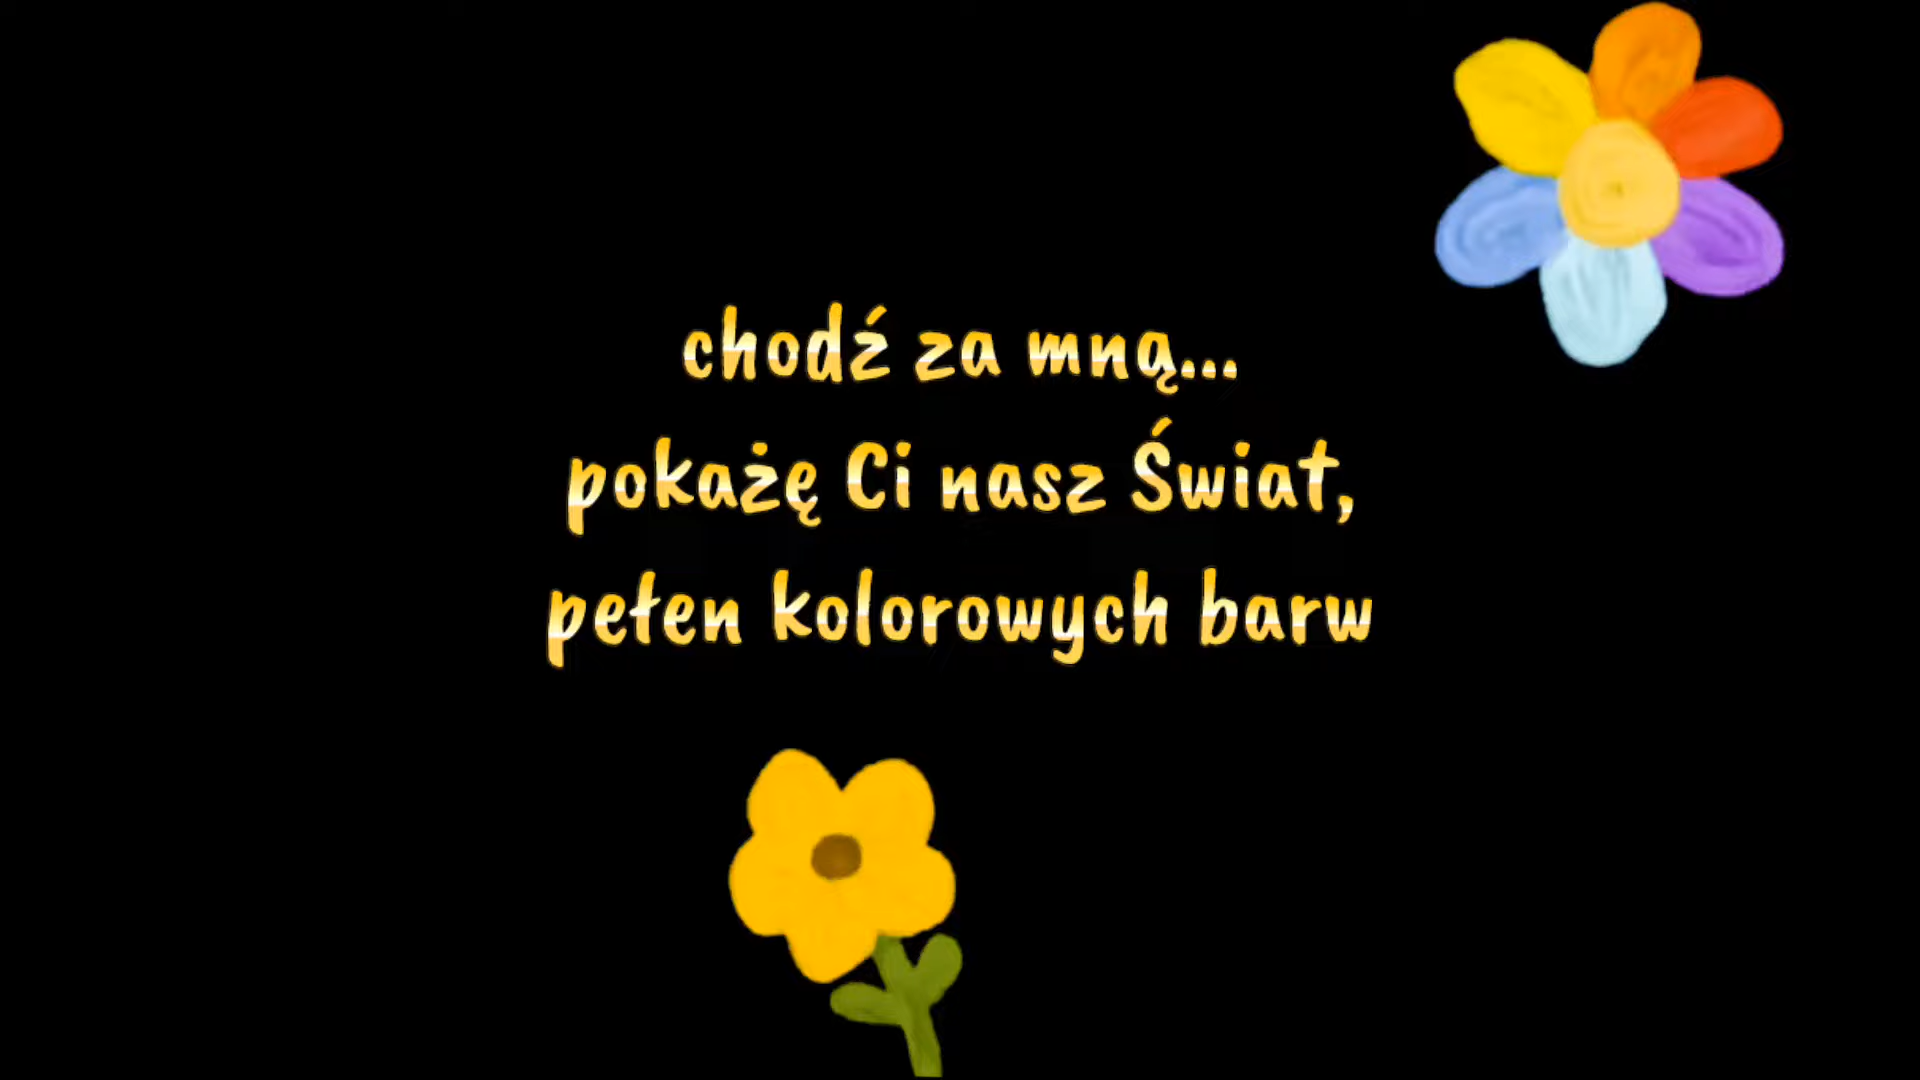 chodź za mną...
pokażę Ci nasz Świat,
pełen kolorowych barw